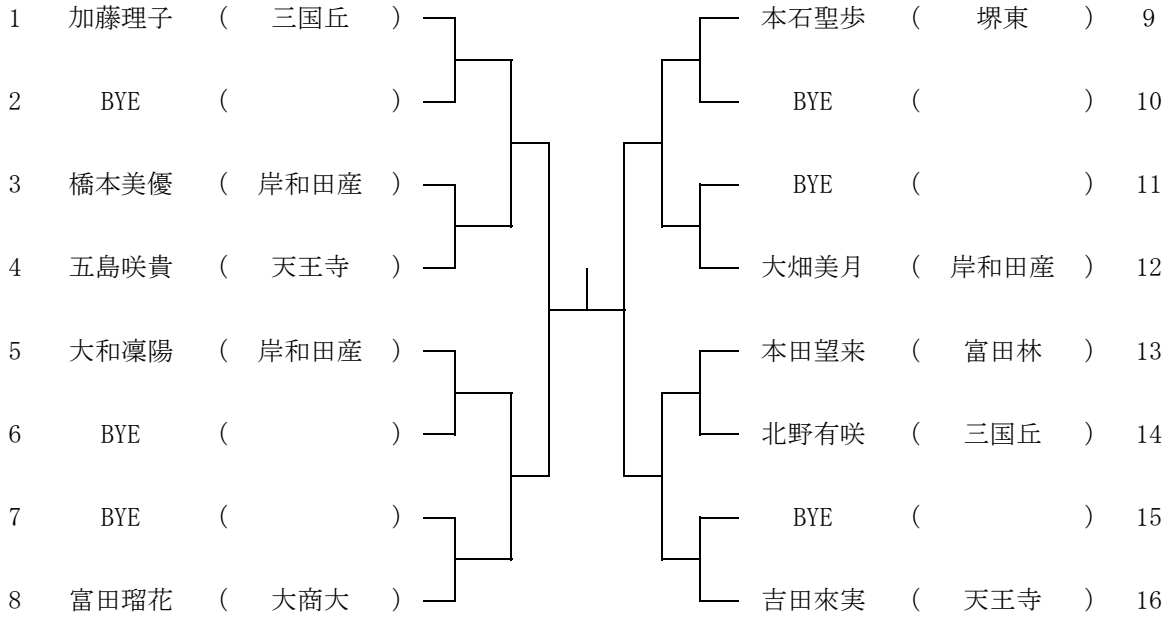 1 加藤理子 ( 三国丘 ) 本石聖歩 ( 堺東 ) 9
2 BYE ( ) BYE ( ) 10
3 橋本美優 ( 岸和田産 ) BYE ( ) 11
4 五島咲貴 ( 天王寺 ) 大畑美月 ( 岸和田産 ) 12
5 大和凜陽 ( 岸和田産 ) 本田望来 ( 富田林 ) 13
6 BYE ( ) 北野有咲 ( 三国丘 ) 14
7 BYE ( ) BYE ( ) 15
8 富田瑠花 ( 大商大 ) 吉田來実 ( 天王寺 ) 16